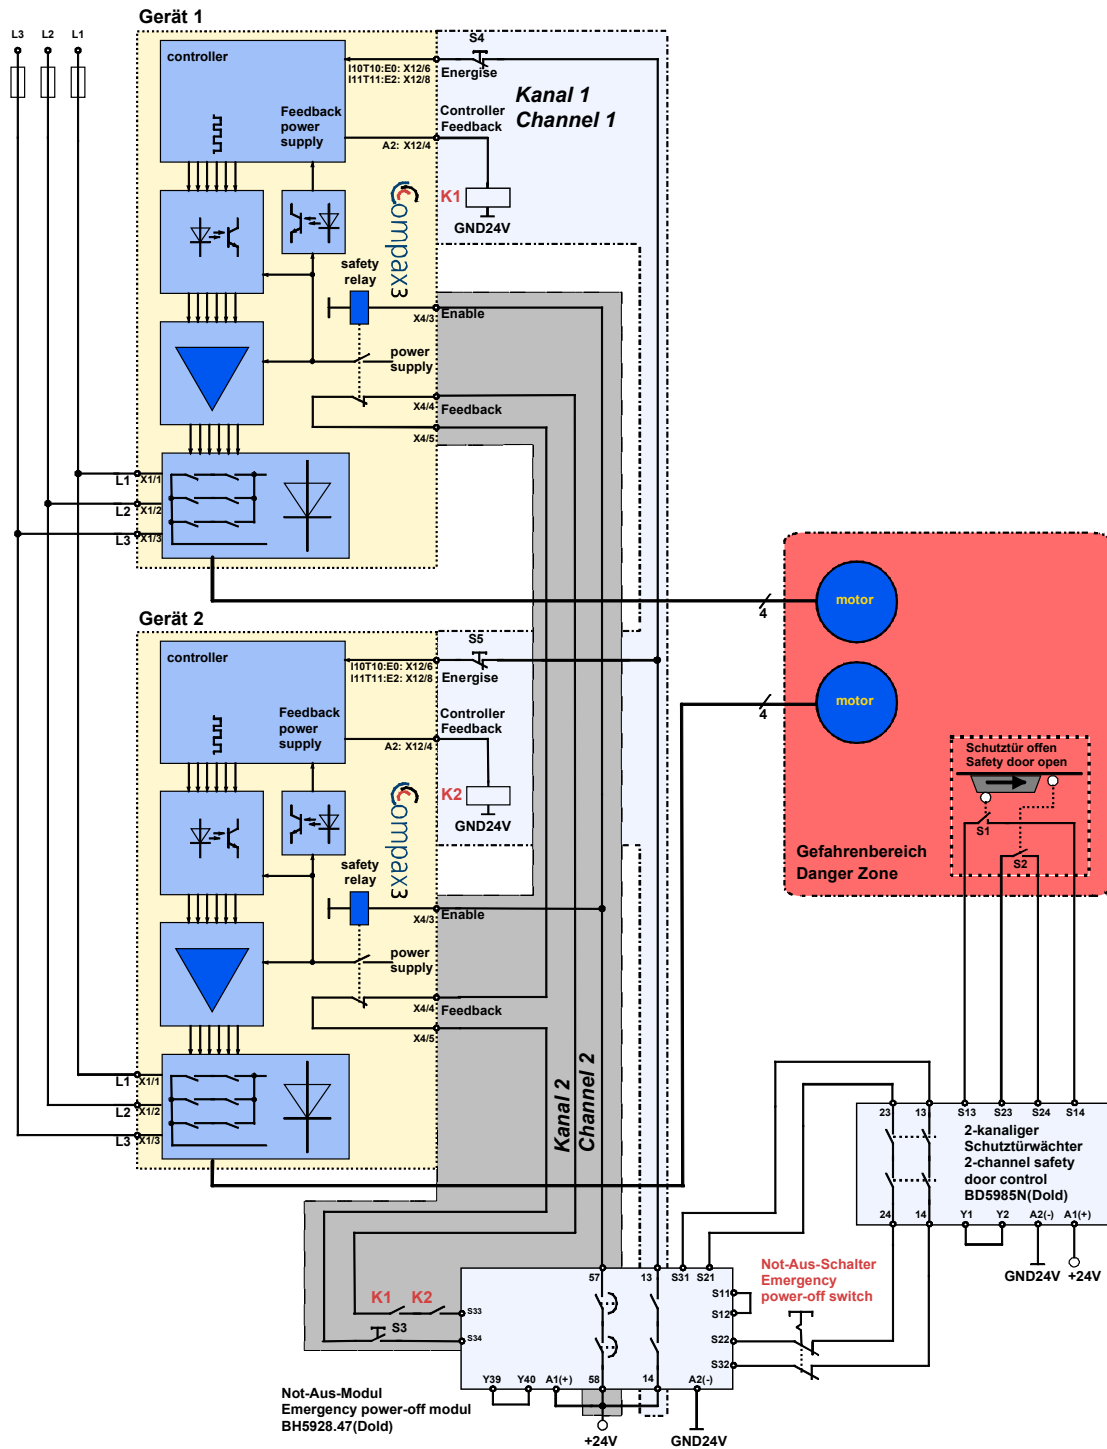 Gerät 1
L3 L2 L1
controller
I10T10:E0: X12/6
I11T11:E2: X12/8
S4
Energise
Kanal 1
Channel 1
Feedback
power
supply
Controller
Feedback
A2: X12/4
K1
GND24V
Compax3
safety
relay
X4/3
Enable
power
supply
X4/4
Feedback
X4/5
L1 X1/1
L2 X1/2
L3 X1/3
4
motor
Gerät 2
controller
I10T10:E0: X12/6
I11T11:E2: X12/8
S5
Energise
Feedback
power
supply
Controller
Feedback
A2: X12/4
K2
GND24V
4
motor
Schutztür offen
Safety door open
S1
S2
Gefahrenbereich
Danger Zone
Compax3
safety
relay
X4/3
Enable
power
supply
X4/4
Feedback
X4/5
L1 X1/1
L2 X1/2
L3 X1/3
Kanal 2
Channel 2
23 13 S13 S23 S24 S14
2-kanaliger
Schutztürwächter
2-channel safety
door control
BD5985N(Dold)
24 14 Y1 Y2 A2(-) A1(+)
GND24V +24V
Not-Aus-Schalter
Emergency
power-off switch
57 13 S31 S21
S11
S12
S22
S32
K1 K2 S33
S3 S34
Y39 Y40 A1(+) 58 14 A2(-)
Not-Aus-Modul
Emergency power-off modul
BH5928.47(Dold)
+24V GND24V